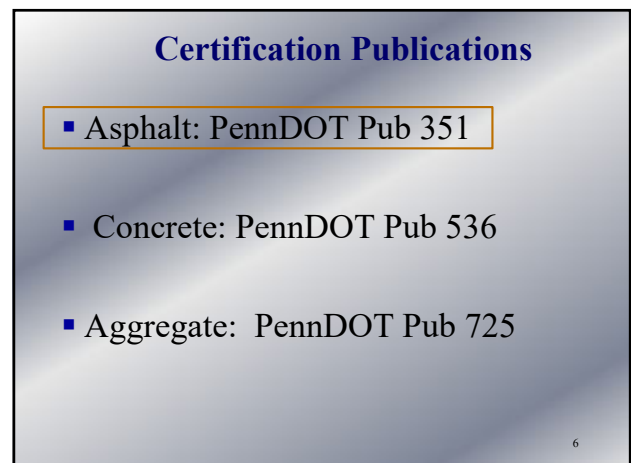 Certification Publications
▪ Asphalt: PennDOT Pub 351
▪ Concrete: PennDOT Pub 536
▪ Aggregate: PennDOT Pub 725
6